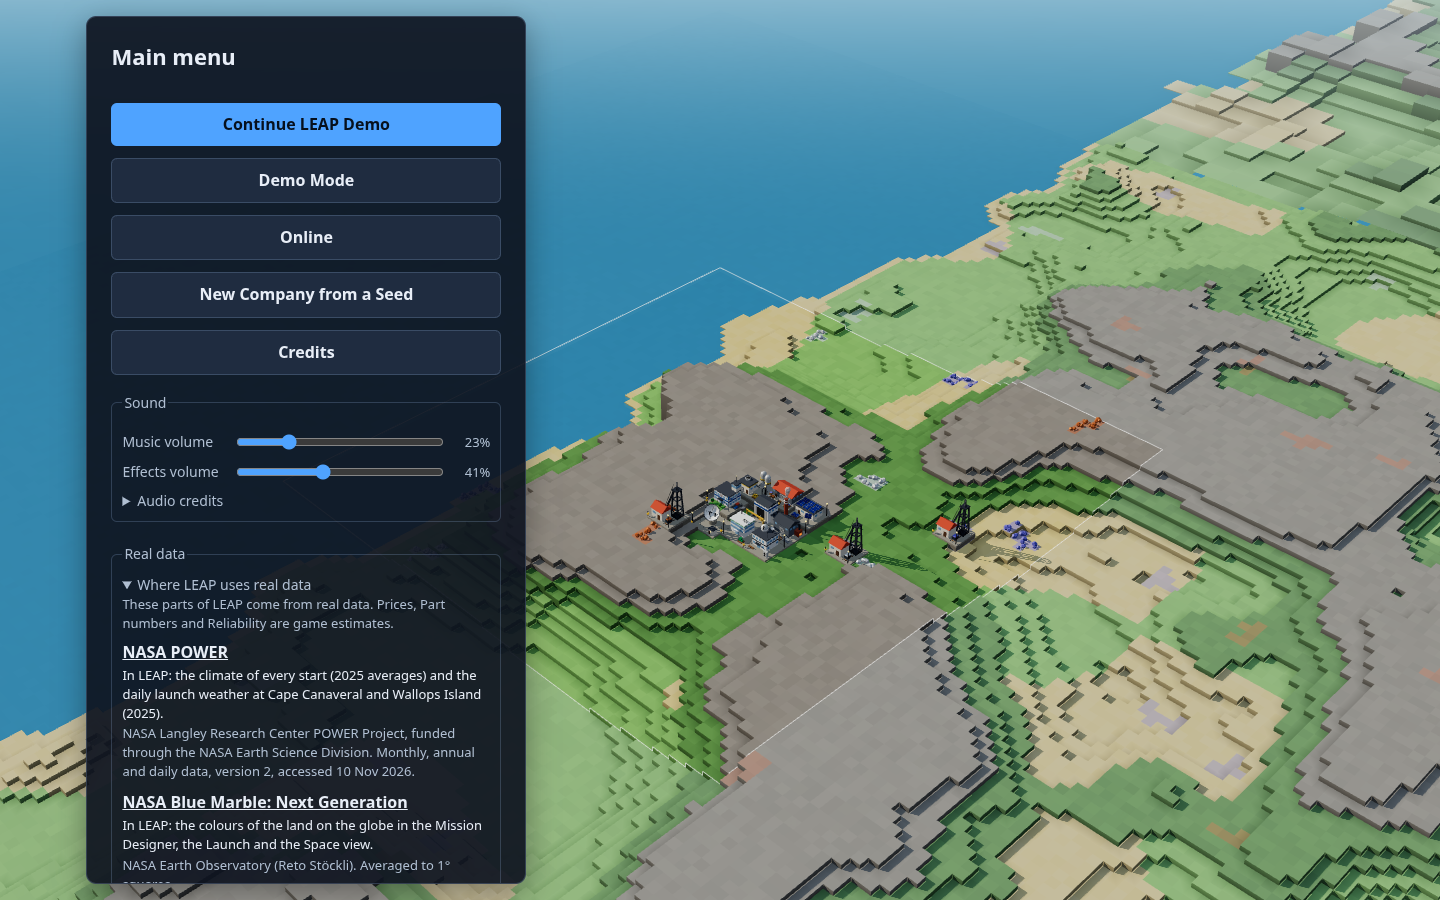 Main menu
Continue LEAP Demo
Demo Mode
Online
New Company from a Seed
Credits
Sound
Music volume 23%
Effects volume 41%
▶ Audio credits
Real data
▼ Where LEAP uses real data
These parts of LEAP come from real data. Prices, Part
numbers and Reliability are game estimates.
NASA POWER
In LEAP: the climate of every start (2025 averages) and the
daily launch weather at Cape Canaveral and Wallops Island
(2025).
NASA Langley Research Center POWER Project, funded
through the NASA Earth Science Division. Monthly, annual
and daily data, version 2, accessed 10 Nov 2026.
NASA Blue Marble: Next Generation
In LEAP: the colours of the land on the globe in the Mission
Designer, the Launch and the Space view.
NASA Earth Observatory (Reto Stöckli). Averaged to 1°